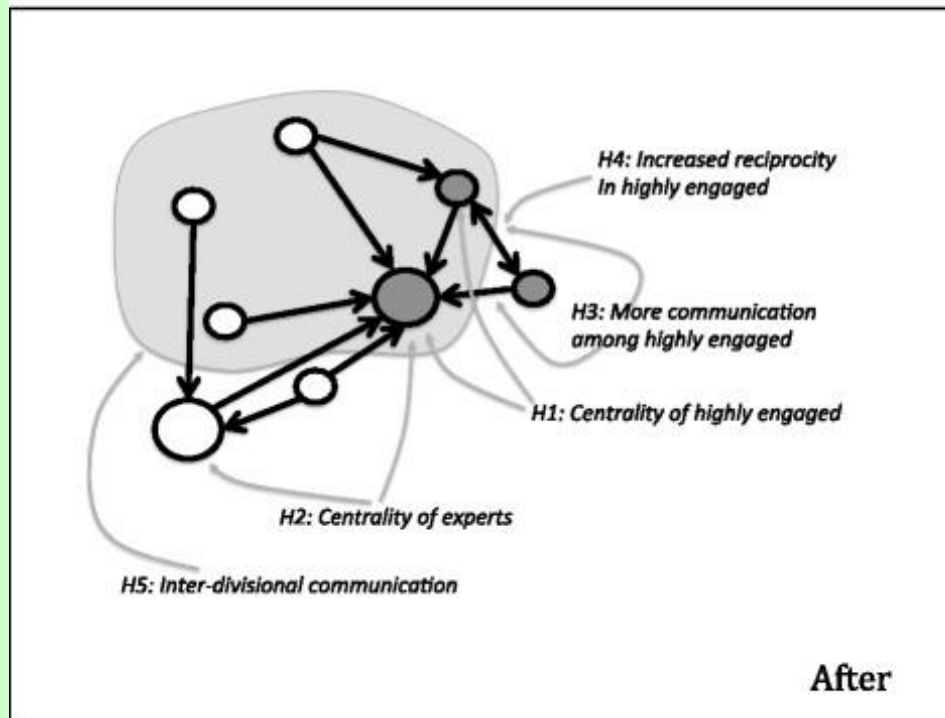 H4: Increased reciprocity
in highly engaged
H3: More communication
among highly engaged
H1: Centrality of highly engaged
H2: Centrality of experts
H5: Inter-divisional communication
After